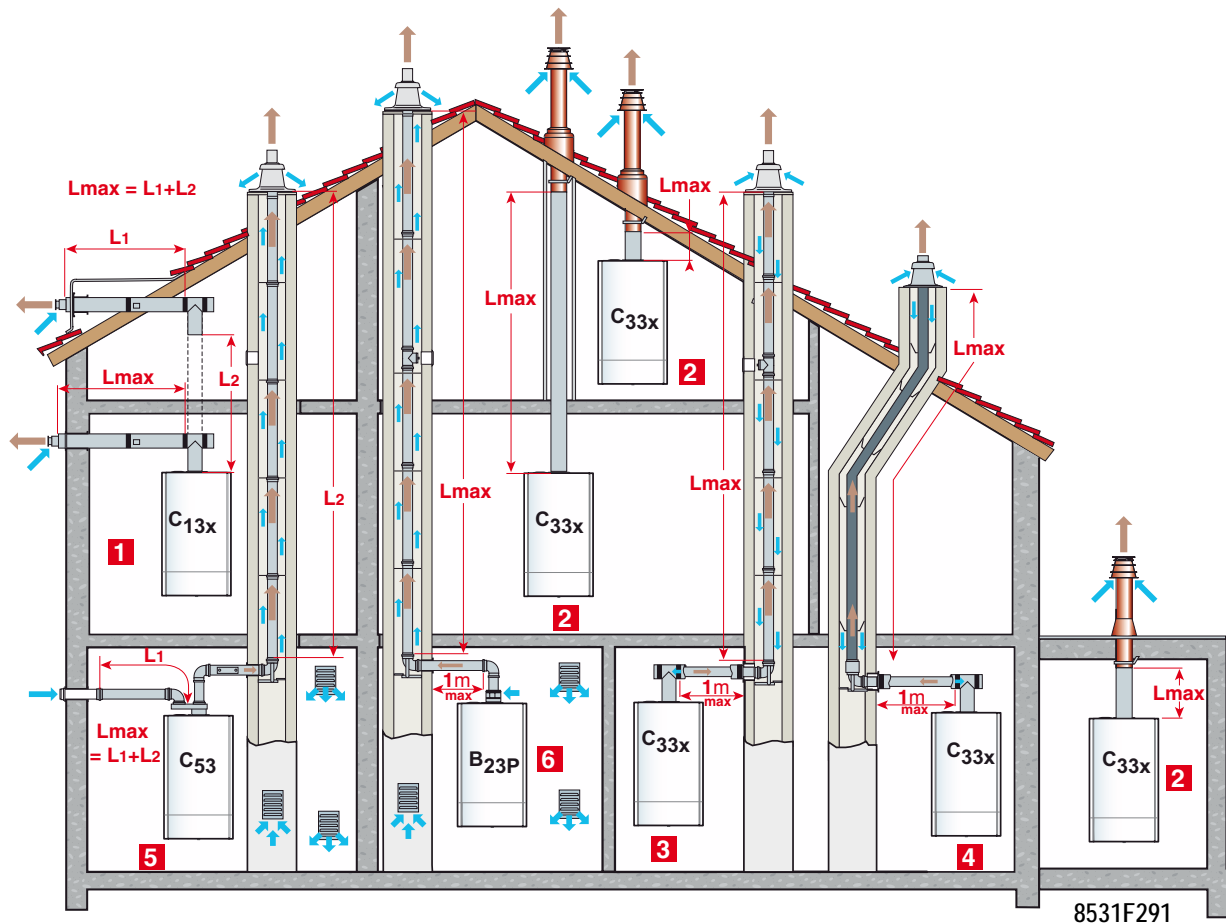 Lmax = L1+L2
L1
Lmax
L2
C13x
1
L2
Lmax
Lmax
C33x
2
Lmax
C33x
2
Lmax
Lmax
L1
Lmax
= L1+L2
C53
5
1m
max
B23P
6
1m
max
C33x
3
1m
max
C33x
4
Lmax
C33x
2
8531F291